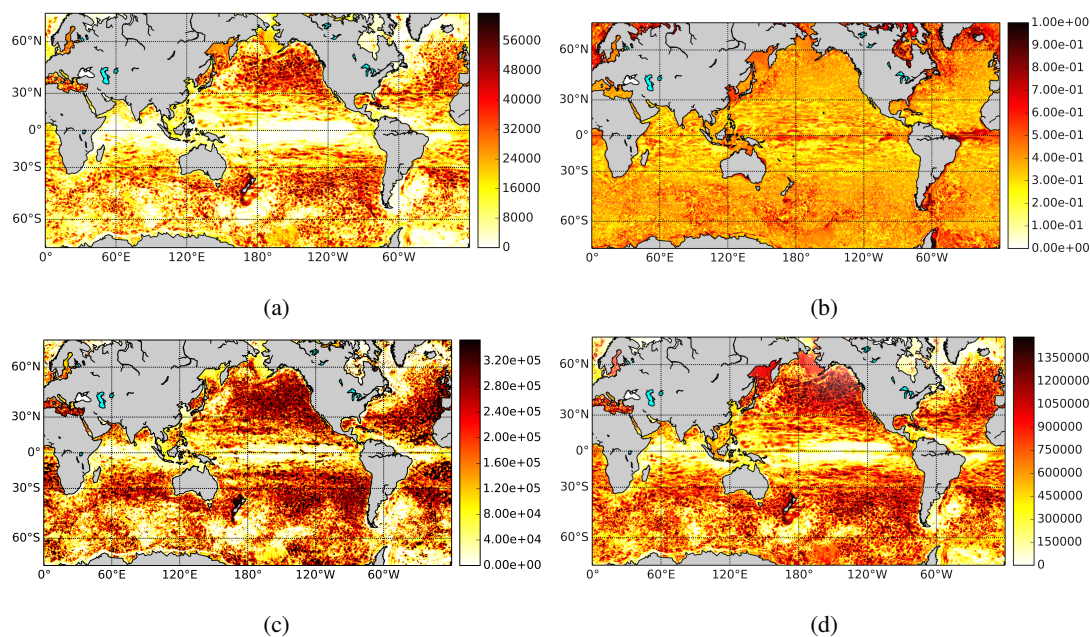 60°N
30°N
0°
30°S
60°S
0°
60°E
120°E
180°
120°W
60°W
56000
48000
40000
32000
24000
16000
8000
0
60°N
30°N
0°
30°S
60°S
0°
60°E
120°E
180°
120°W
60°W
1.00e+00
9.00e-01
8.00e-01
7.00e-01
6.00e-01
5.00e-01
4.00e-01
3.00e-01
2.00e-01
1.00e-01
0.00e+00
(a)
(b)
60°N
30°N
0°
30°S
60°S
0°
60°E
120°E
180°
120°W
60°W
3.20e+05
2.80e+05
2.40e+05
2.00e+05
1.60e+05
1.20e+05
8.00e+04
4.00e+04
0.00e+00
60°N
30°N
0°
30°S
60°S
0°
60°E
120°E
180°
120°W
60°W
1350000
1200000
1050000
900000
750000
600000
450000
300000
150000
0
(c)
(d)